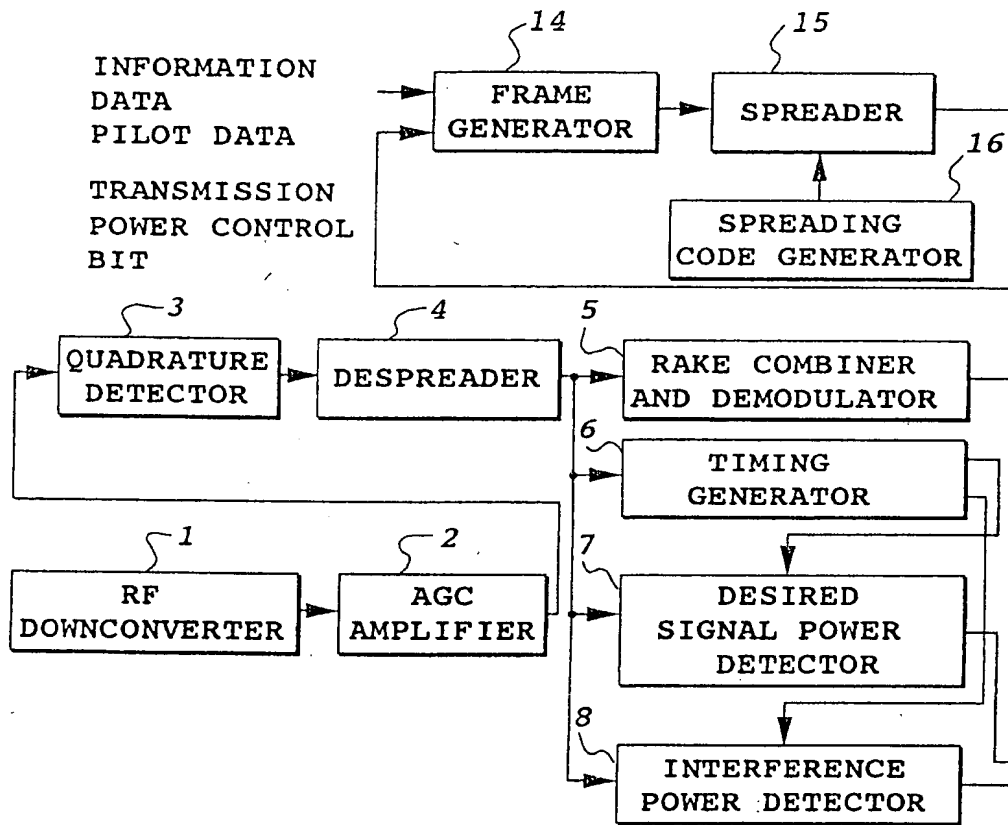 14
15
INFORMATION
DATA
PILOT DATA
FRAME
GENERATOR
SPREADER
16
TRANSMISSION
POWER CONTROL
BIT
SPREADING
CODE GENERATOR
3
4
5
QUADRATURE
DETECTOR
DESPREADER
RAKE COMBINER
AND DEMODULATOR
6
TIMING
GENERATOR
1
2
7
RF
DOWNCONVERTER
AGC
AMPLIFIER
DESIRED
SIGNAL POWER
DETECTOR
8
INTERFERENCE
POWER DETECTOR